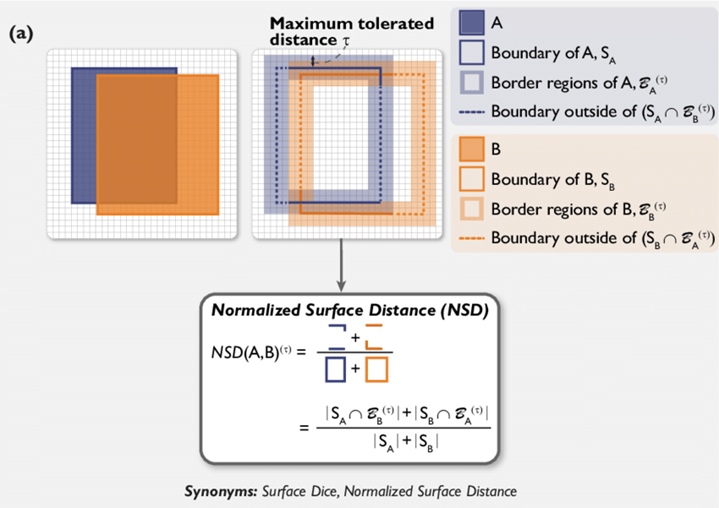 (a)
Maximum tolerated
distance τ
A
Boundary of A, S_A
Border regions of A, ℬ_A^(τ)
Boundary outside of (S_A ∩ ℬ_B^(τ))
B
Boundary of B, S_B
Border regions of B, ℬ_B^(τ)
Boundary outside of (S_B ∩ ℬ_A^(τ))
Normalized Surface Distance (NSD)
+
NSD(A,B)^(τ) =
+
|S_A ∩ ℬ_B^(τ)| + |S_B ∩ ℬ_A^(τ)|
=
|S_A| + |S_B|
Synonyms: Surface Dice, Normalized Surface Distance